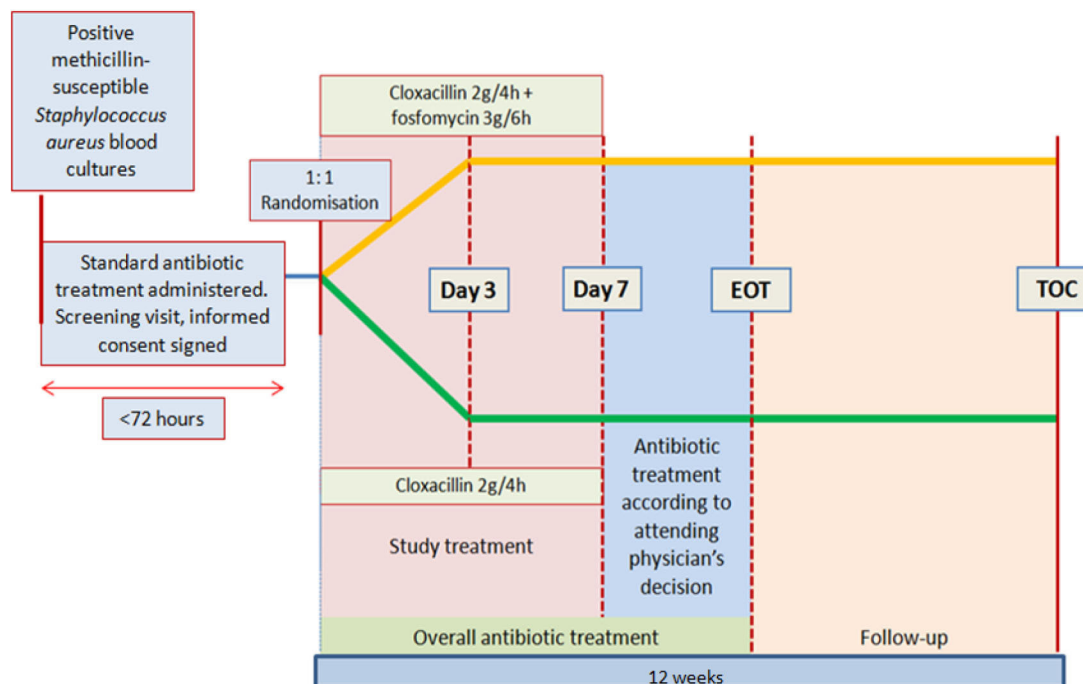 Positive
methicillin-
susceptible
Staphylococcus
aureus blood
cultures
Standard antibiotic
treatment administered.
Screening visit, informed
consent signed
<72 hours
1:1
Randomisation
Cloxacillin 2g/4h +
fosfomycin 3g/6h
Day 3
Day 7
EOT
TOC
Cloxacillin 2g/4h
Study treatment
Antibiotic
treatment
according to
attending
physician's
decision
Overall antibiotic treatment
Follow-up
12 weeks